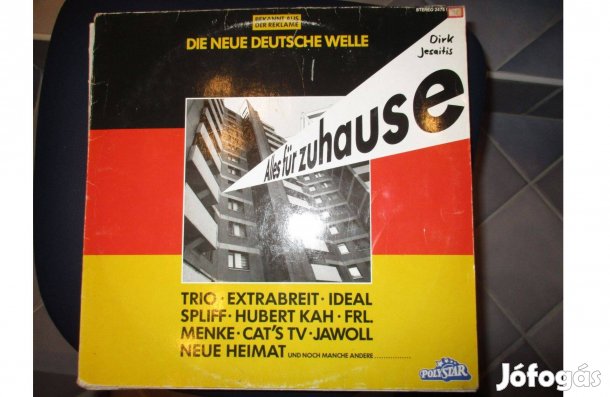 BEKANNT AUS
DER REKLAME
STEREO 2475
DIE NEUE DEUTSCHE WELLE
Dirk
Jesaitis
Alles für zuhause
TRIO · EXTRABREIT · IDEAL
SPLIFF · HUBERT KAH · FRL.
MENKE · CAT'S TV · JAWOLL
NEUE HEIMAT UND NOCH MANCHE ANDERE ...............
POLYSTAR
Jófogás